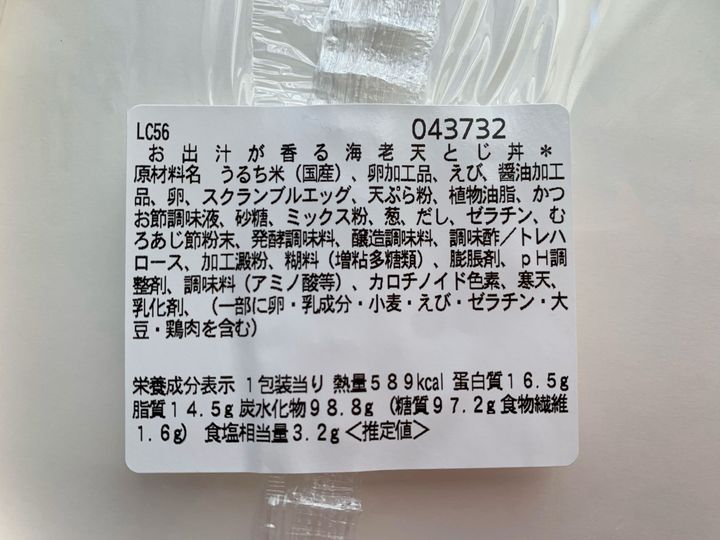 LC56 043732
お出汁が香る海老天とじ丼＊
原材料名　うるち米（国産）、卵加工品、えび、醤油加工
品、卵、スクランブルエッグ、天ぷら粉、植物油脂、かつ
お節調味液、砂糖、ミックス粉、葱、だし、ゼラチン、む
ろあじ節粉末、発酵調味料、醸造調味料、調味酢／トレハ
ロース、加工澱粉、糊料（増粘多糖類）、膨脹剤、ｐH調
整剤、調味料（アミノ酸等）、カロチノイド色素、寒天、
乳化剤、（一部に卵・乳成分・小麦・えび・ゼラチン・大
豆・鶏肉を含む）
栄養成分表示 1包装当り 熱量５８９kcal 蛋白質１６.５g
脂質１４.５g 炭水化物９８.８g（糖質９７.２g 食物繊維
１.６g） 食塩相当量３.２g＜推定値＞